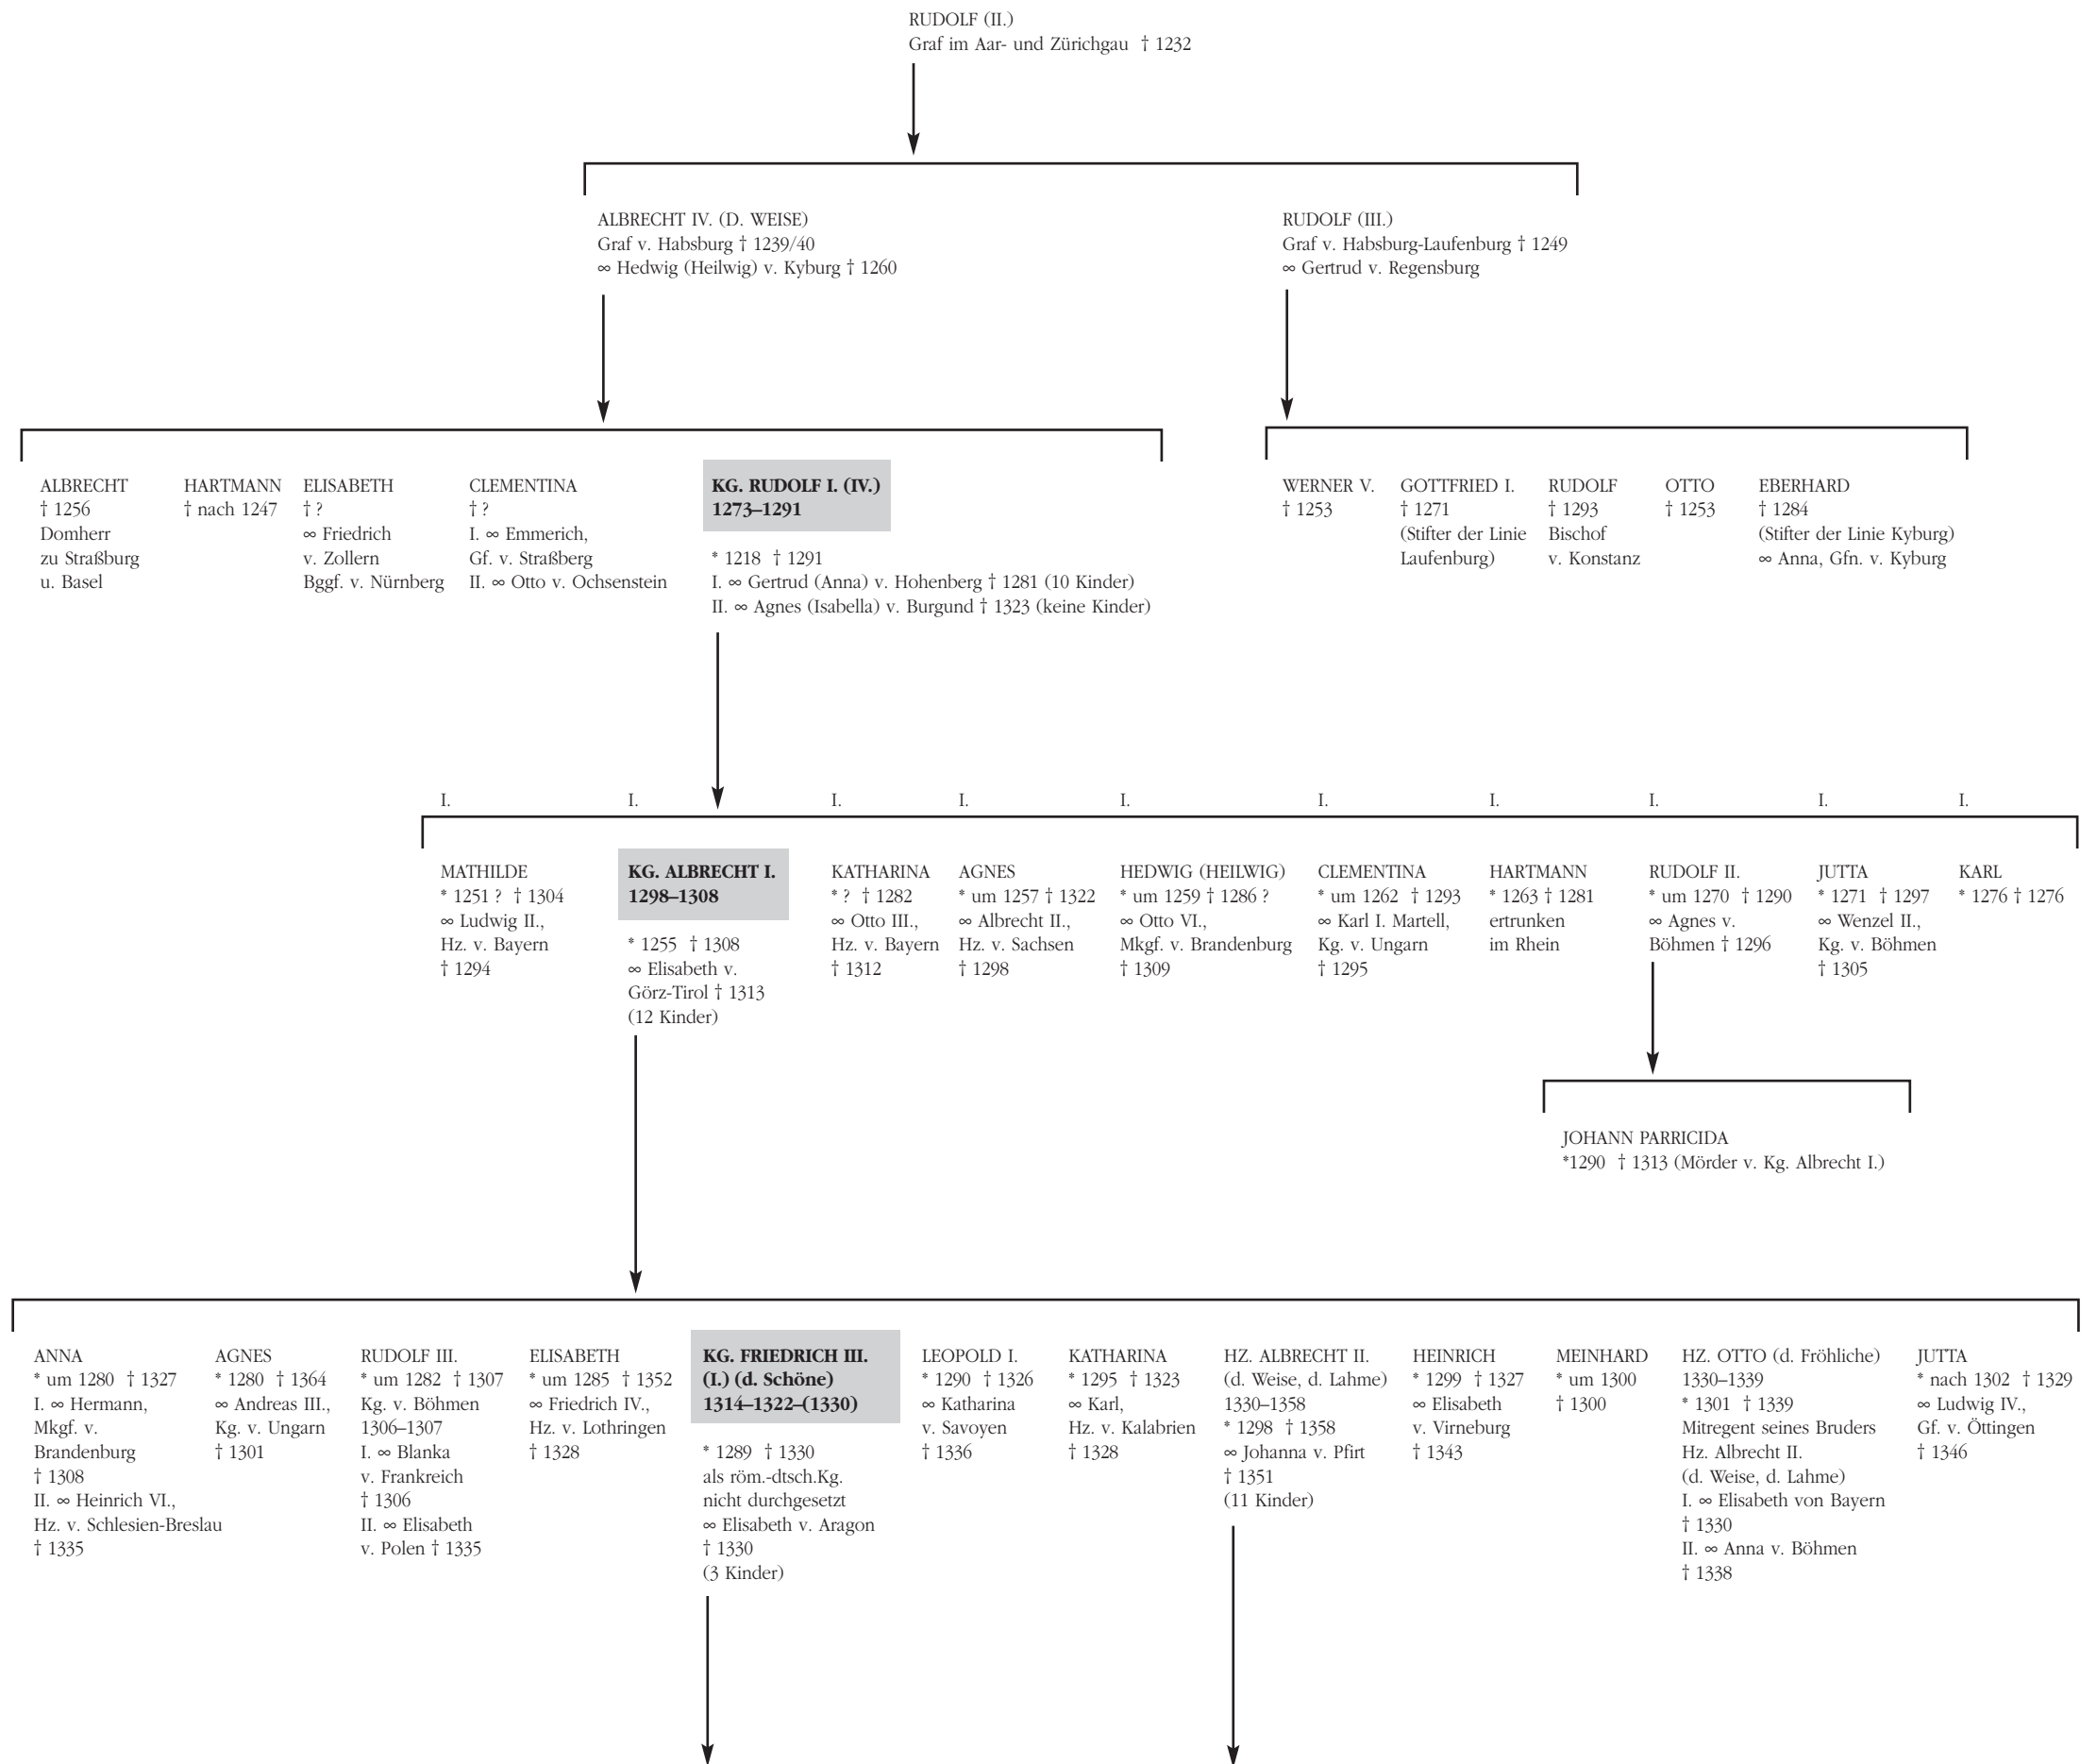 RUDOLF (II.)
Graf im Aar- und Zürichgau † 1232
ALBRECHT IV. (D. WEISE)
Graf v. Habsburg † 1239/40
∞ Hedwig (Heilwig) v. Kyburg † 1260
RUDOLF (III.)
Graf v. Habsburg-Laufenburg † 1249
∞ Gertrud v. Regensburg
ALBRECHT
† 1256
Domherr
zu Straßburg
u. Basel
HARTMANN
† nach 1247
ELISABETH
† ?
∞ Friedrich
v. Zollern
Bggf. v. Nürnberg
CLEMENTINA
† ?
I. ∞ Emmerich,
Gf. v. Straßberg
II. ∞ Otto v. Ochsenstein
KG. RUDOLF I. (IV.)
1273–1291
* 1218 † 1291
I. ∞ Gertrud (Anna) v. Hohenberg † 1281 (10 Kinder)
II. ∞ Agnes (Isabella) v. Burgund † 1323 (keine Kinder)
WERNER V.
† 1253
GOTTFRIED I.
† 1271
(Stifter der Linie
Laufenburg)
RUDOLF
† 1293
Bischof
v. Konstanz
OTTO
† 1253
EBERHARD
† 1284
(Stifter der Linie Kyburg)
∞ Anna, Gfn. v. Kyburg
I.
MATHILDE
* 1251 ? † 1304
∞ Ludwig II.,
Hz. v. Bayern
† 1294
I.
KG. ALBRECHT I.
1298–1308
* 1255 † 1308
∞ Elisabeth v.
Görz-Tirol † 1313
(12 Kinder)
I.
KATHARINA
* ? † 1282
∞ Otto III.,
Hz. v. Bayern
† 1312
I.
AGNES
* um 1257 † 1322
∞ Albrecht II.,
Hz. v. Sachsen
† 1298
I.
HEDWIG (HEILWIG)
* um 1259 † 1286 ?
∞ Otto VI.,
Mkgf. v. Brandenburg
† 1309
I.
CLEMENTINA
* um 1262 † 1293
∞ Karl I. Martell,
Kg. v. Ungarn
† 1295
I.
HARTMANN
* 1263 † 1281
ertrunken
im Rhein
I.
RUDOLF II.
* um 1270 † 1290
∞ Agnes v.
Böhmen † 1296
I.
JUTTA
* 1271 † 1297
∞ Wenzel II.,
Kg. v. Böhmen
† 1305
I.
KARL
* 1276 † 1276
JOHANN PARRICIDA
*1290 † 1313 (Mörder v. Kg. Albrecht I.)
ANNA
* um 1280 † 1327
I. ∞ Hermann,
Mkgf. v.
Brandenburg
† 1308
II. ∞ Heinrich VI.,
Hz. v. Schlesien-Breslau
† 1335
AGNES
* 1280 † 1364
∞ Andreas III.,
Kg. v. Ungarn
† 1301
RUDOLF III.
* um 1282 † 1307
Kg. v. Böhmen
1306–1307
I. ∞ Blanka
v. Frankreich
† 1306
II. ∞ Elisabeth
v. Polen † 1335
ELISABETH
* um 1285 † 1352
∞ Friedrich IV.,
Hz. v. Lothringen
† 1328
KG. FRIEDRICH III.
(I.) (d. Schöne)
1314–1322–(1330)
* 1289 † 1330
als röm.-dtsch.Kg.
nicht durchgesetzt
∞ Elisabeth v. Aragon
† 1330
(3 Kinder)
LEOPOLD I.
* 1290 † 1326
∞ Katharina
v. Savoyen
† 1336
KATHARINA
* 1295 † 1323
∞ Karl,
Hz. v. Kalabrien
† 1328
HZ. ALBRECHT II.
(d. Weise, d. Lahme)
1330–1358
* 1298 † 1358
∞ Johanna v. Pfirt
† 1351
(11 Kinder)
HEINRICH
* 1299 † 1327
∞ Elisabeth
v. Virneburg
† 1343
MEINHARD
* um 1300
† 1300
HZ. OTTO (d. Fröhliche)
1330–1339
* 1301 † 1339
Mitregent seines Bruders
Hz. Albrecht II.
(d. Weise, d. Lahme)
I. ∞ Elisabeth von Bayern
† 1330
II. ∞ Anna v. Böhmen
† 1338
JUTTA
* nach 1302 † 1329
∞ Ludwig IV.,
Gf. v. Öttingen
† 1346